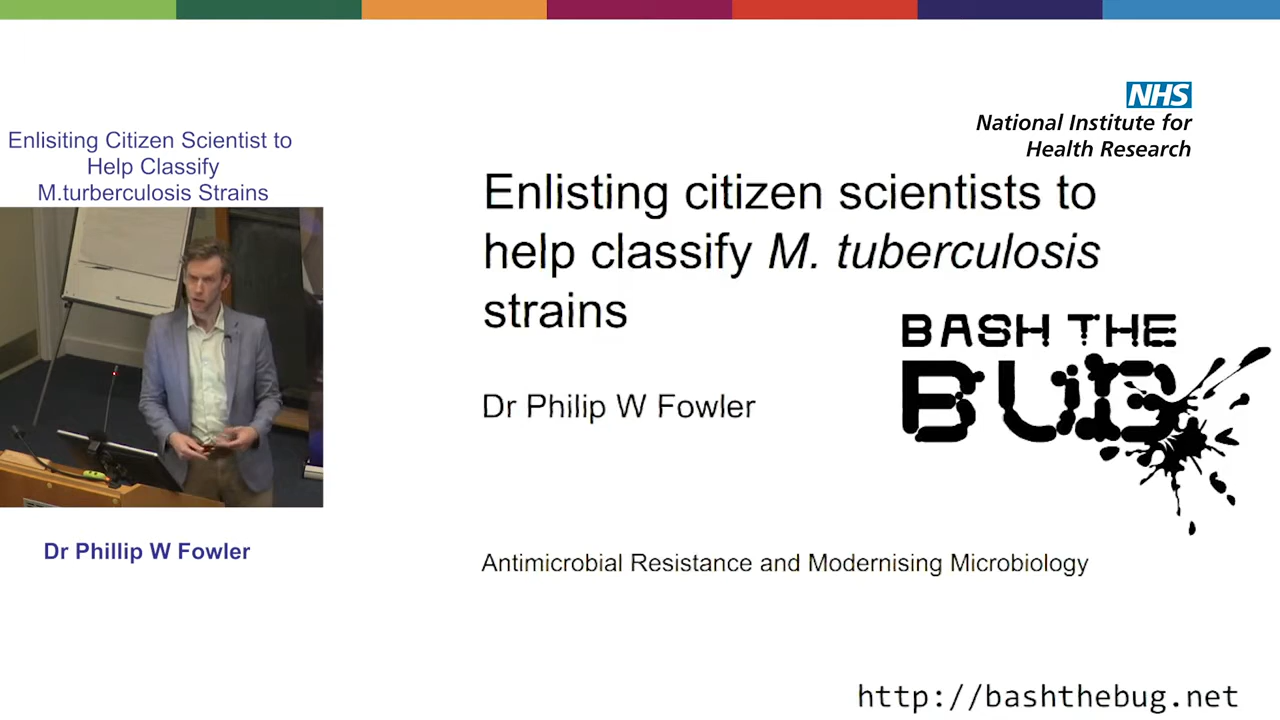 Enlisiting Citizen Scientist to
Help Classify
M.turberculosis Strains
Dr Phillip W Fowler
NHS
National Institute for
Health Research
Enlisting citizen scientists to
help classify M. tuberculosis
strains
BASH THE
BUG
Dr Philip W Fowler
Antimicrobial Resistance and Modernising Microbiology
http://bashthebug.net